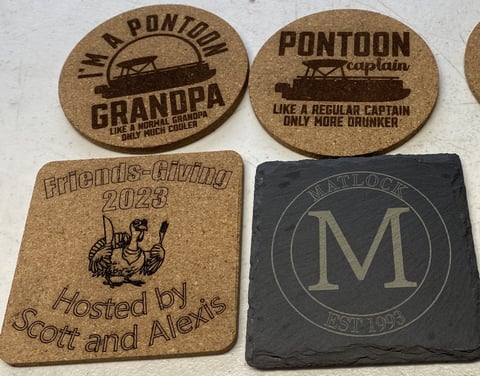 I'M A PONTOON
GRANDPA
LIKE A NORMAL GRANDPA
ONLY MUCH COOLER
PONTOON
captain
LIKE A REGULAR CAPTAIN
ONLY MORE DRUNKER
Friends-Giving
2023
Hosted by
Scott and Alexis
MATLOCK
M
EST 1993